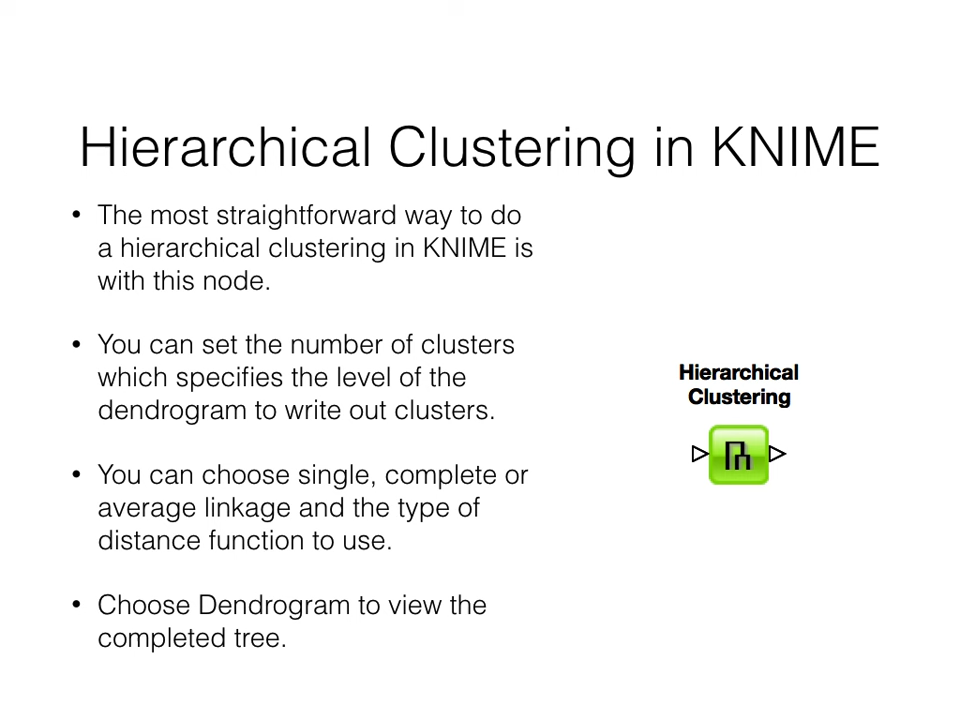 Hierarchical Clustering in KNIME
• The most straightforward way to do
a hierarchical clustering in KNIME is
with this node.
• You can set the number of clusters
which specifies the level of the
dendrogram to write out clusters.
• You can choose single, complete or
average linkage and the type of
distance function to use.
• Choose Dendrogram to view the
completed tree.
Hierarchical
Clustering